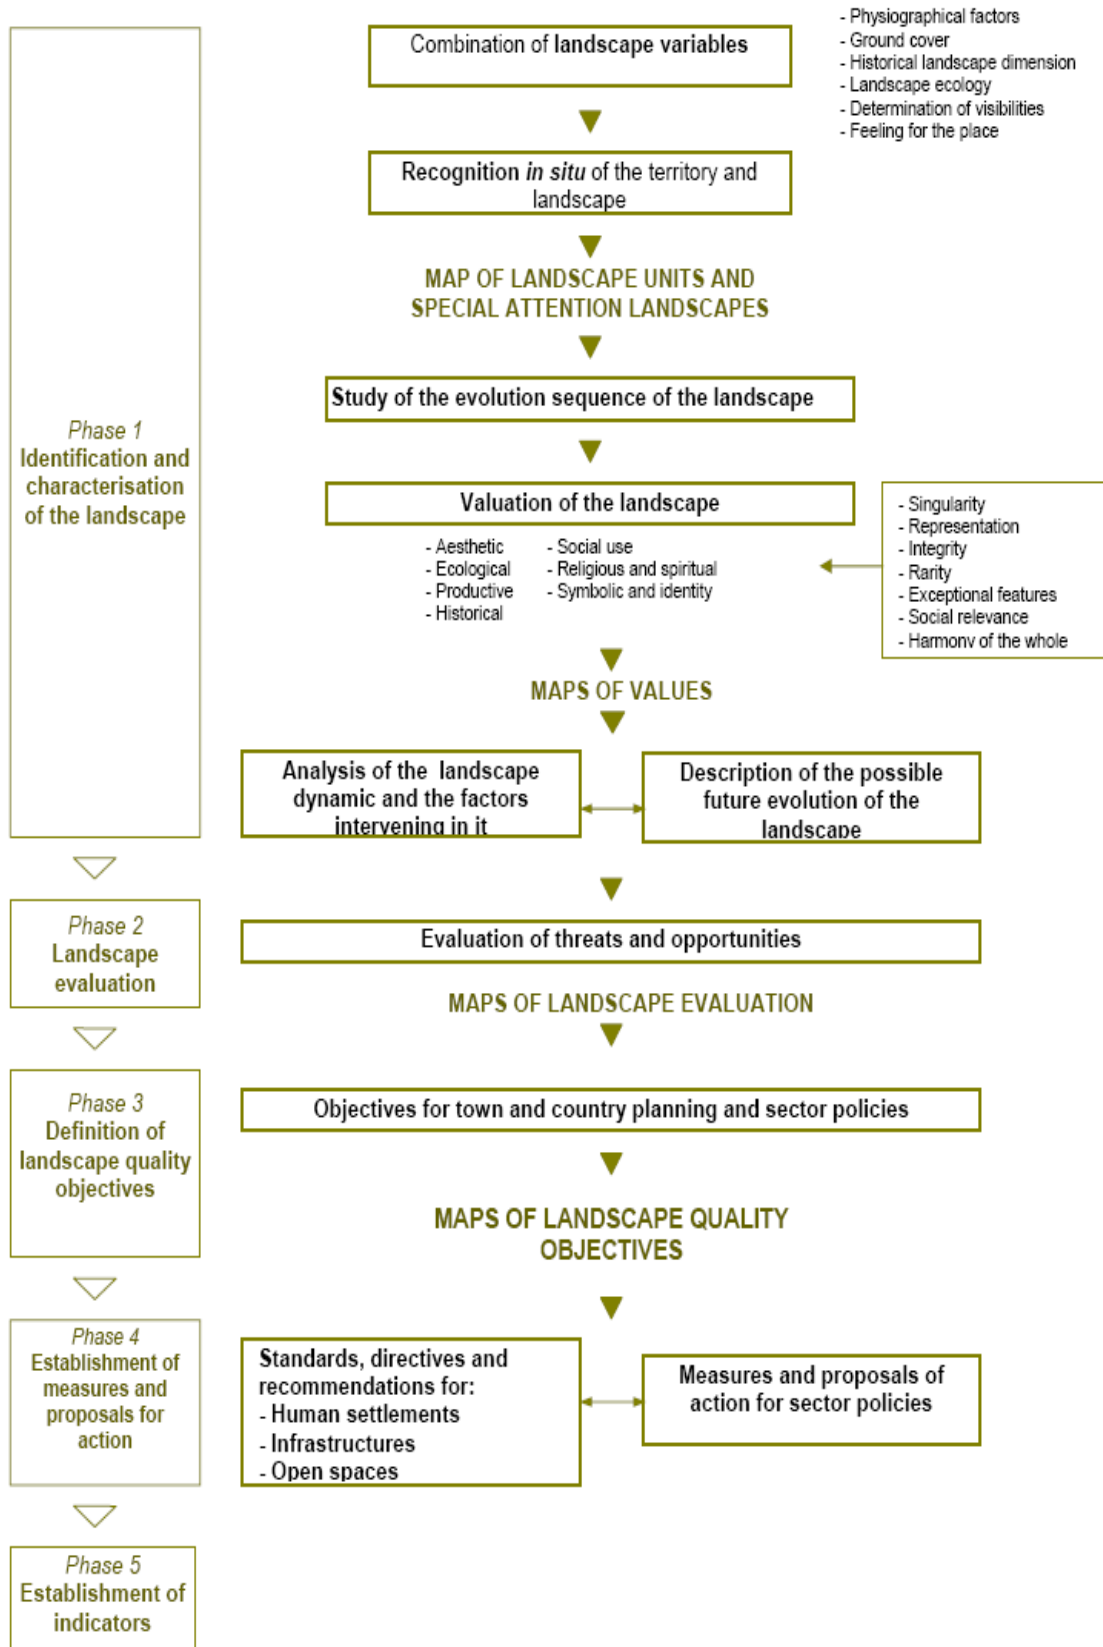 Combination of landscape variables
- Physiographical factors
- Ground cover
- Historical landscape dimension
- Landscape ecology
- Determination of visibilities
- Feeling for the place
Recognition in situ of the territory and
landscape
MAP OF LANDSCAPE UNITS AND
SPECIAL ATTENTION LANDSCAPES
Study of the evolution sequence of the landscape
Phase 1
Identification and
characterisation
of the landscape
Valuation of the landscape
- Aesthetic
- Ecological
- Productive
- Historical
- Social use
- Religious and spiritual
- Symbolic and identity
- Singularity
- Representation
- Integrity
- Rarity
- Exceptional features
- Social relevance
- Harmony of the whole
MAPS OF VALUES
Analysis of the landscape
dynamic and the factors
intervening in it
Description of the possible
future evolution of the
landscape
Phase 2
Landscape
evaluation
Evaluation of threats and opportunities
MAPS OF LANDSCAPE EVALUATION
Phase 3
Definition of
landscape quality
objectives
Objectives for town and country planning and sector policies
MAPS OF LANDSCAPE QUALITY
OBJECTIVES
Phase 4
Establishment of
measures and
proposals for
action
Standards, directives and
recommendations for:
- Human settlements
- Infrastructures
- Open spaces
Measures and proposals of
action for sector policies
Phase 5
Establishment of
indicators